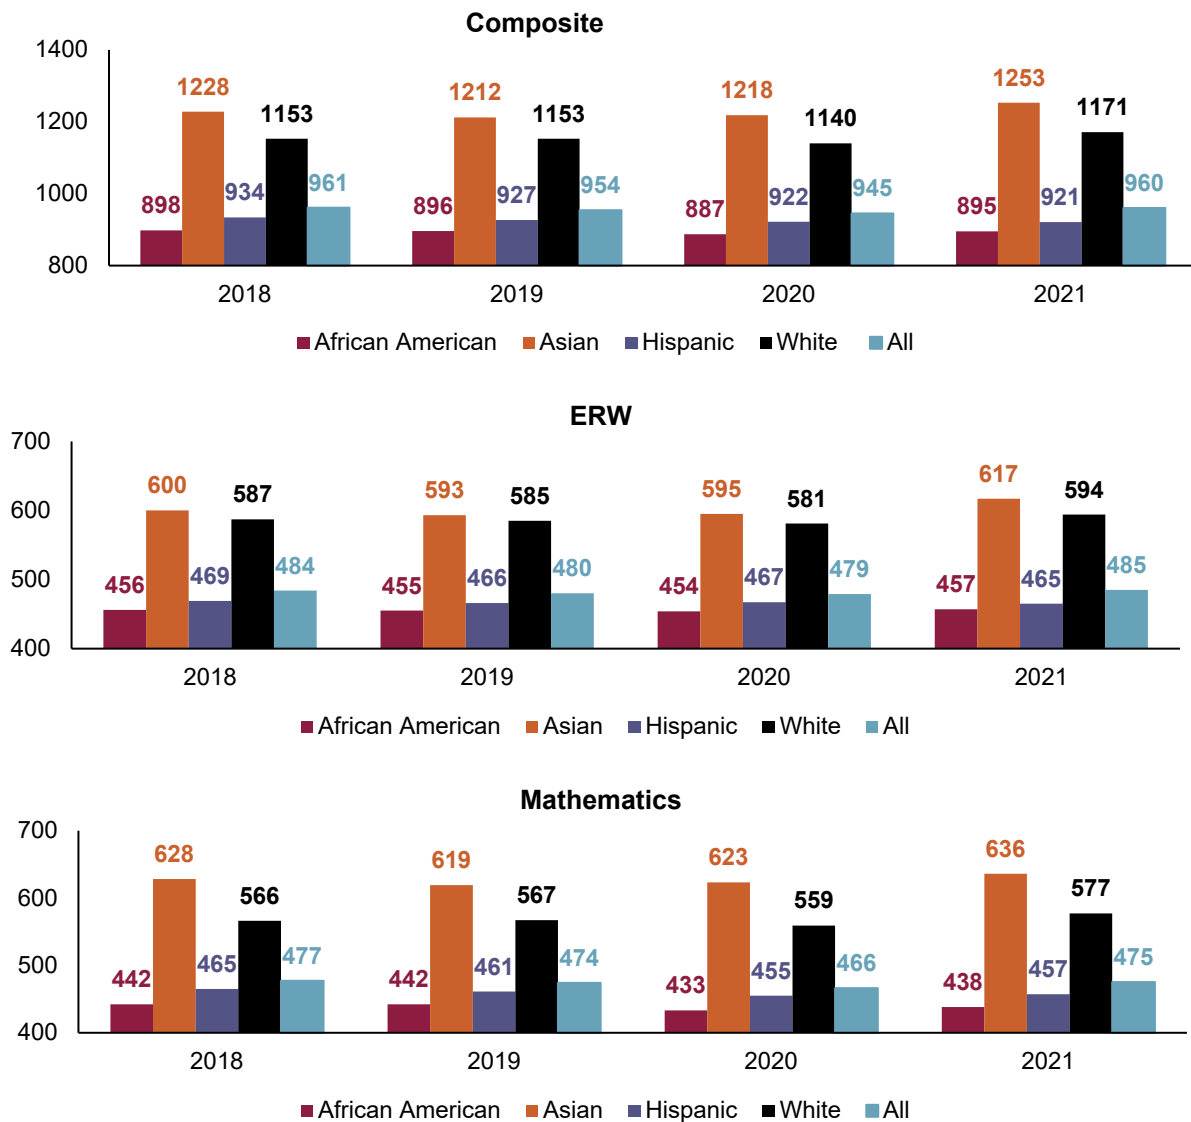 Composite
1400
1200
1000
800
898 1228 934 1153 961
896 1212 927 1153 954
887 1218 922 1140 945
895 1253 921 1171 960
2018 2019 2020 2021
African American Asian Hispanic White All
ERW
700
600
500
400
456 600 469 587 484
455 593 466 585 480
454 595 467 581 479
457 617 465 594 485
2018 2019 2020 2021
African American Asian Hispanic White All
Mathematics
700
600
500
400
442 628 465 566 477
442 619 461 567 474
433 623 455 559 466
438 636 457 577 475
2018 2019 2020 2021
African American Asian Hispanic White All